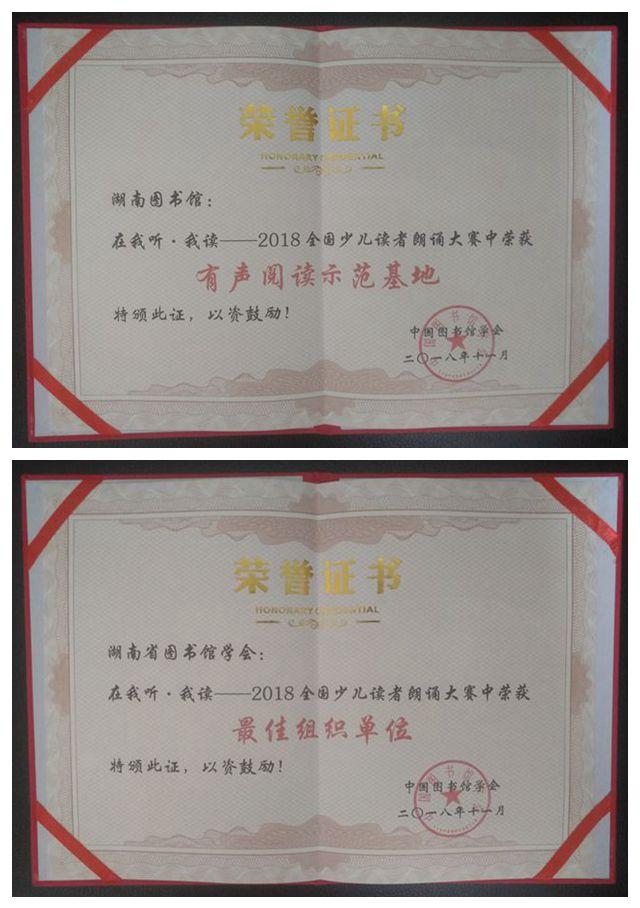 荣誉证书
HONORARY CREDENTIAL
湖南图书馆：
在我听·我读——2018全国少儿读者朗诵大赛中荣获
有声阅读示范基地
特颁此证，以资鼓励！
中国图书馆学会
二〇一八年十一月
荣誉证书
HONORARY CREDENTIAL
湖南省图书馆学会：
在我听·我读——2018全国少儿读者朗诵大赛中荣获
最佳组织单位
特颁此证，以资鼓励！
中国图书馆学会
二〇一八年十一月